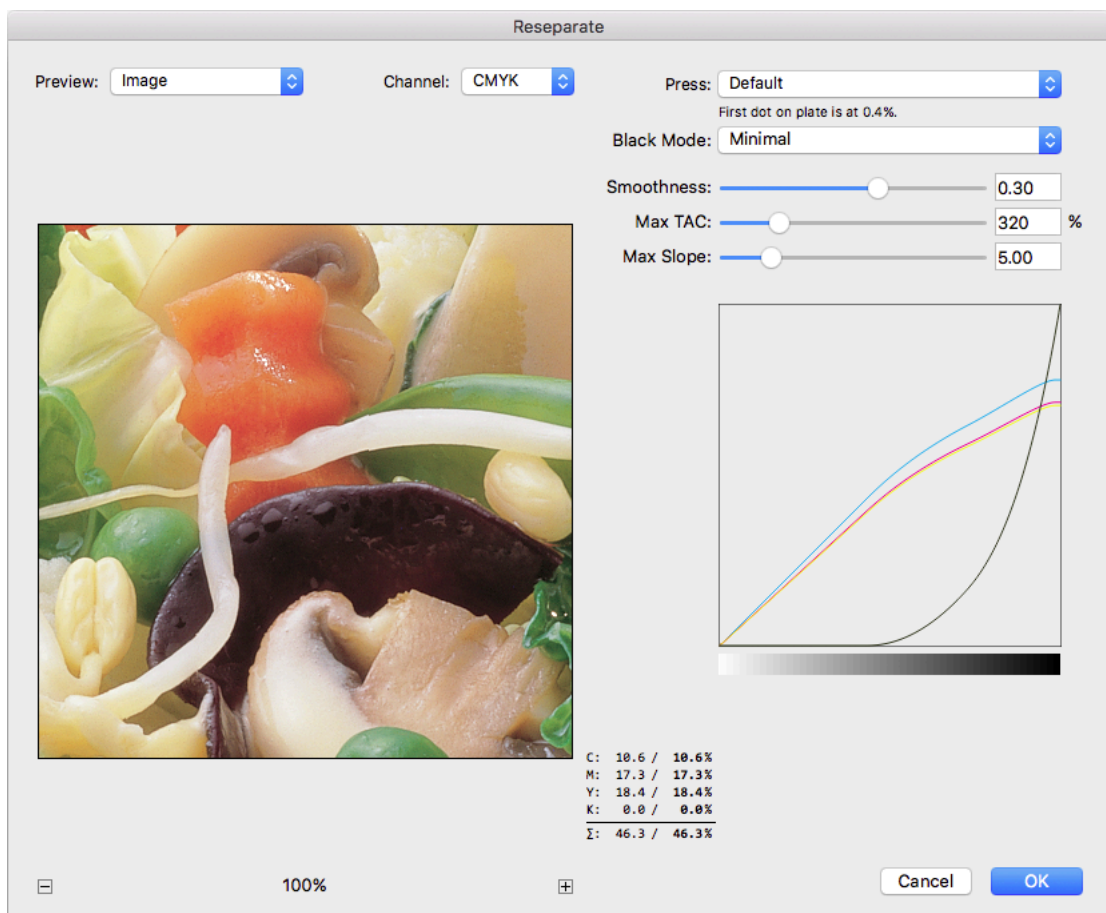 Reseparate
Preview: Image
Channel: CMYK
Press: Default
First dot on plate is at 0.4%.
Black Mode: Minimal
Smoothness: 0.30
Max TAC: 320 %
Max Slope: 5.00
C: 10.6 / 10.6%
M: 17.3 / 17.3%
Y: 18.4 / 18.4%
K: 0.0 / 0.0%
Σ: 46.3 / 46.3%
100%
Cancel
OK